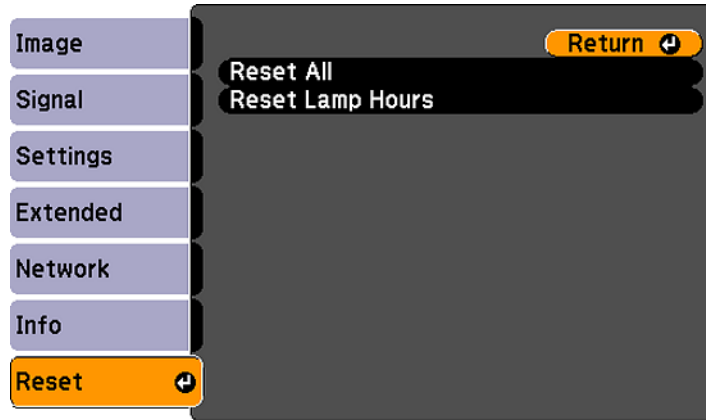 Image
Signal
Settings
Extended
Network
Info
Reset
Return
Reset All
Reset Lamp Hours